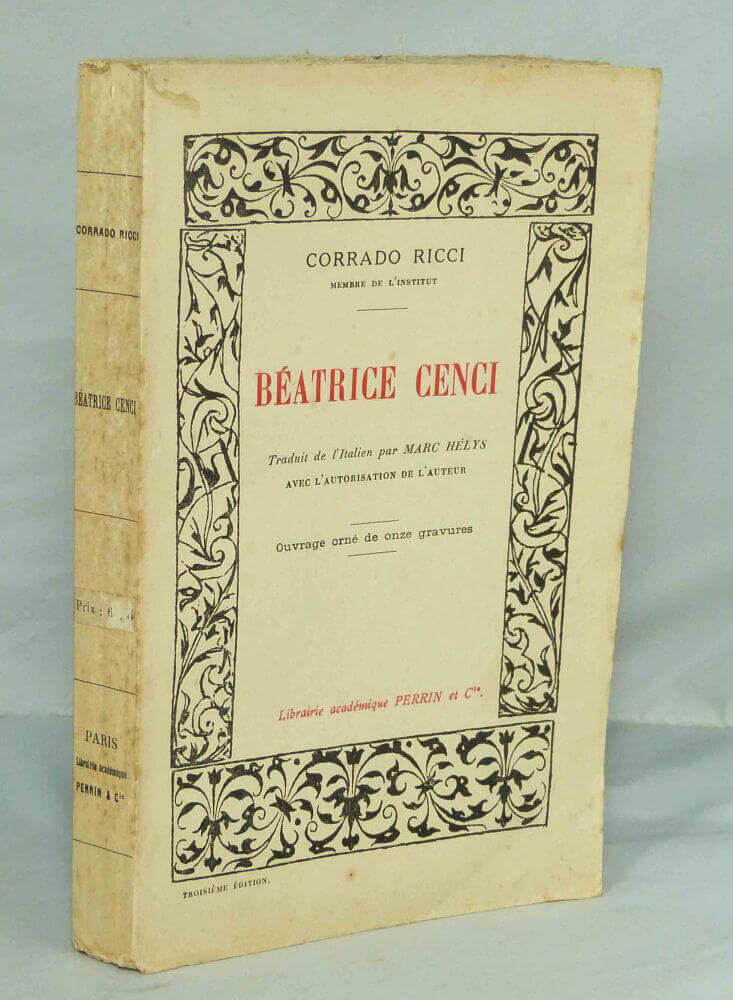 CORRADO RICCI
BÉATRICE CENCI
Prix : 6
PARIS
Librairie académique
PERRIN & Cie
CORRADO RICCI
MEMBRE DE L'INSTITUT
BÉATRICE CENCI
Traduit de l'Italien par MARC HÉLYS
AVEC L'AUTORISATION DE L'AUTEUR
Ouvrage orné de onze gravures
Librairie académique PERRIN et Cie.
TROISIÈME ÉDITION.